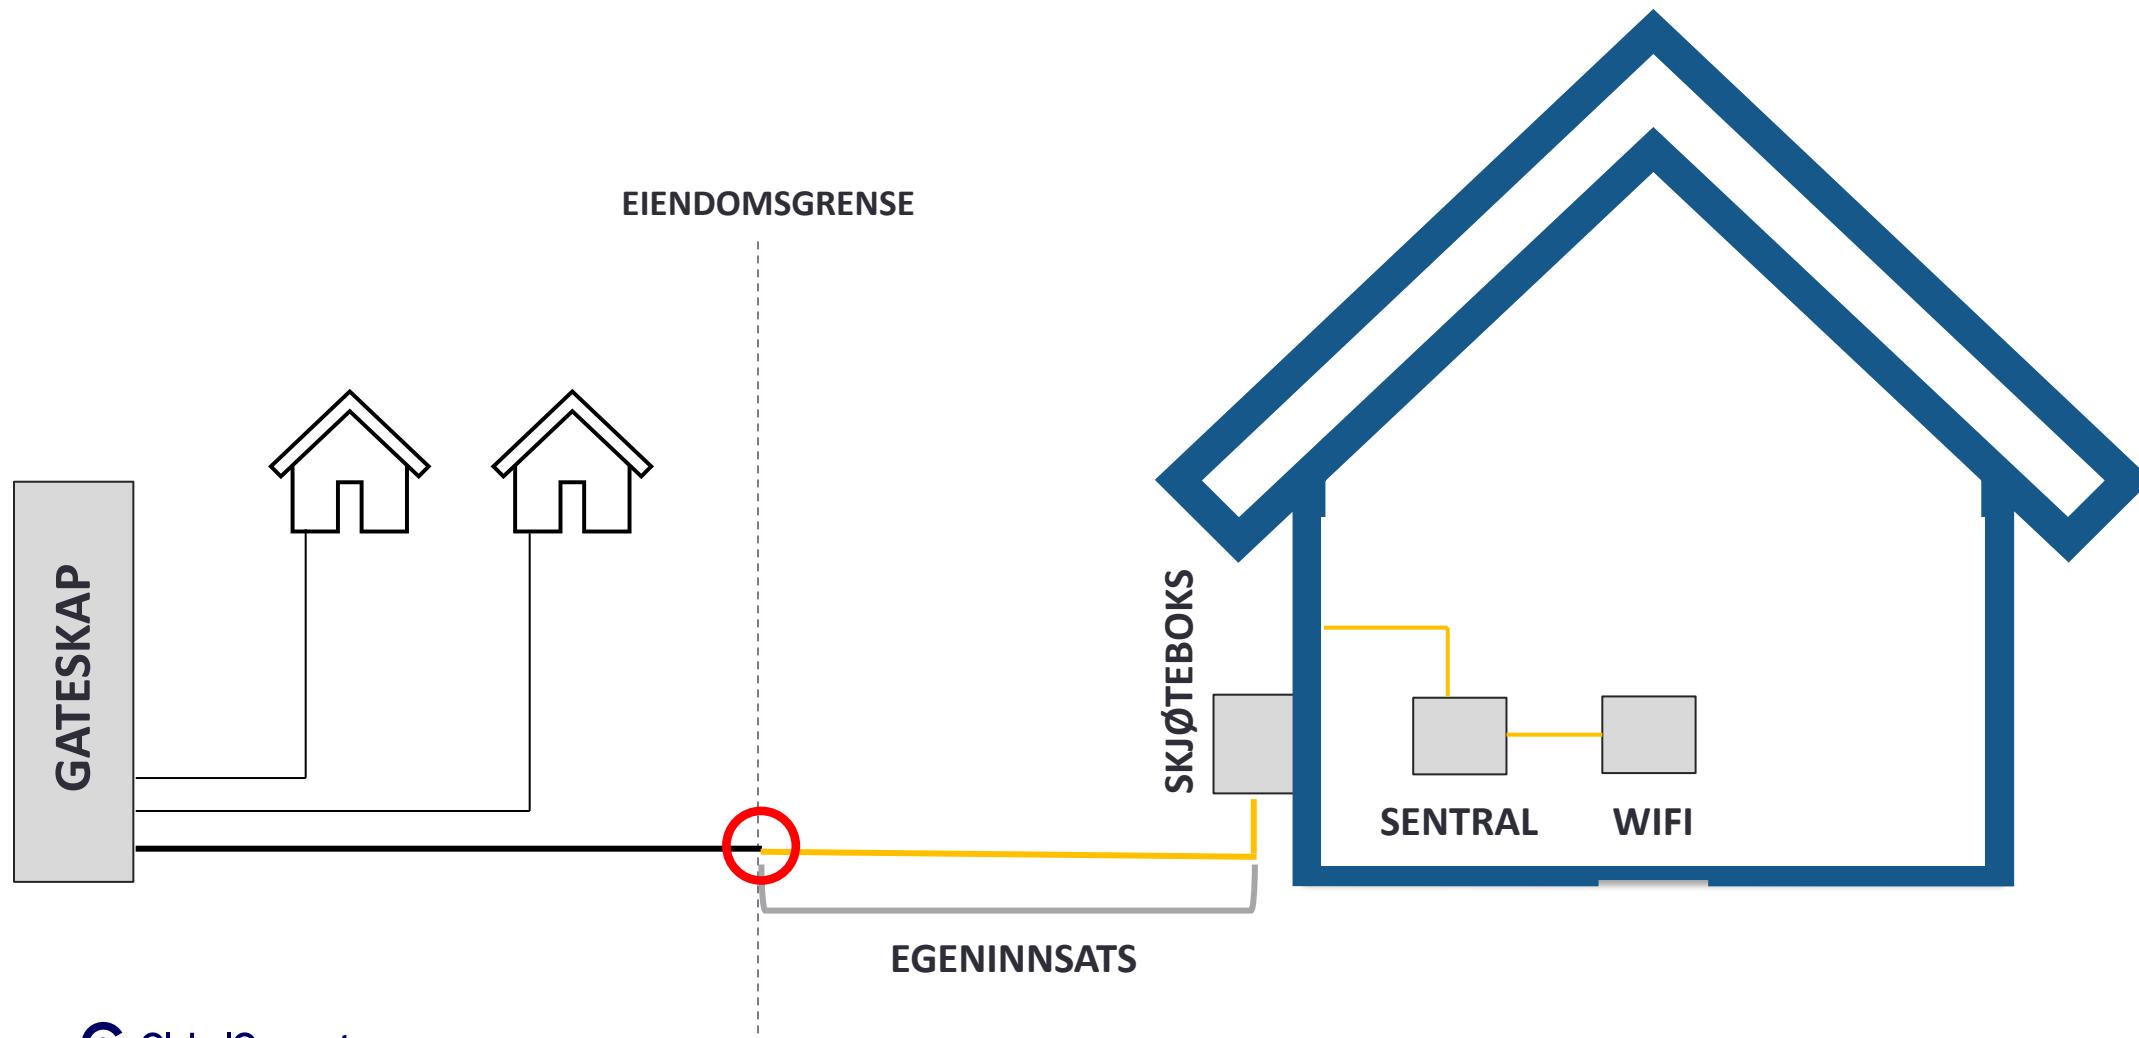 EIENDOMSGRENSE
GATESKAP
SKJØTEBOKS
SENTRAL
WIFI
EGENINNSATS